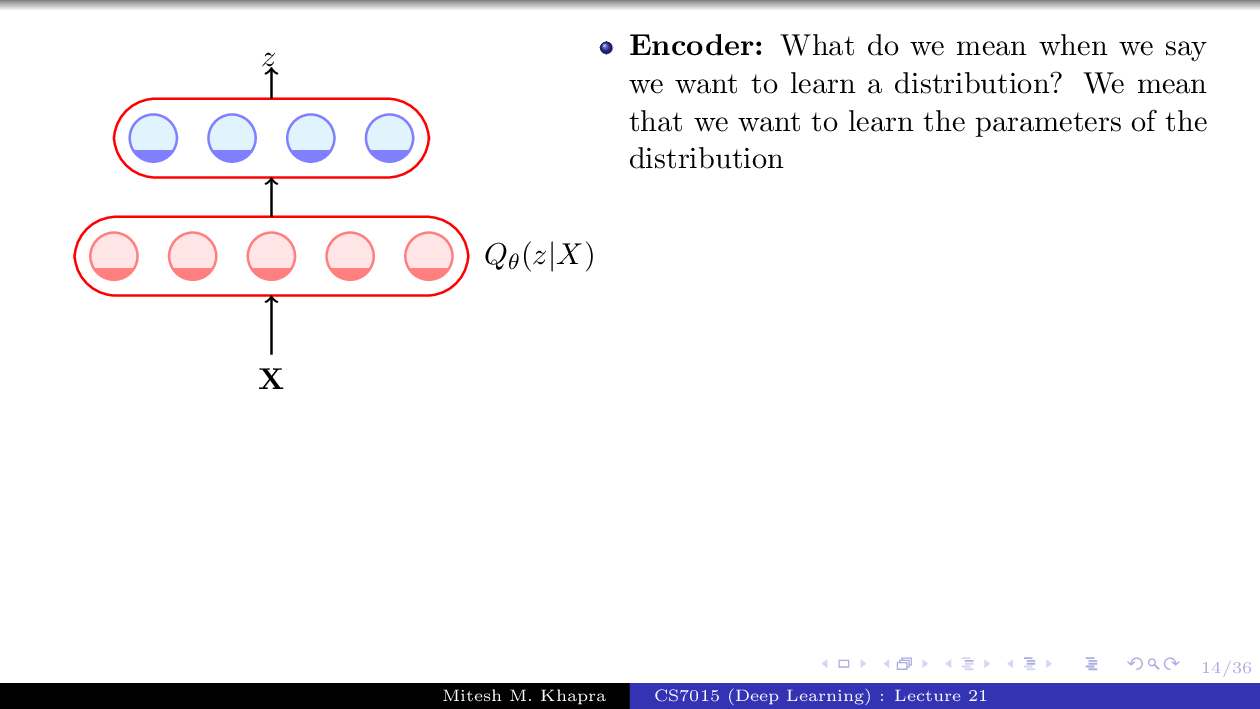 z
Q_θ(z|X)
X
Encoder: What do we mean when we say
we want to learn a distribution? We mean
that we want to learn the parameters of the
distribution
14/36
Mitesh M. Khapra
CS7015 (Deep Learning) : Lecture 21